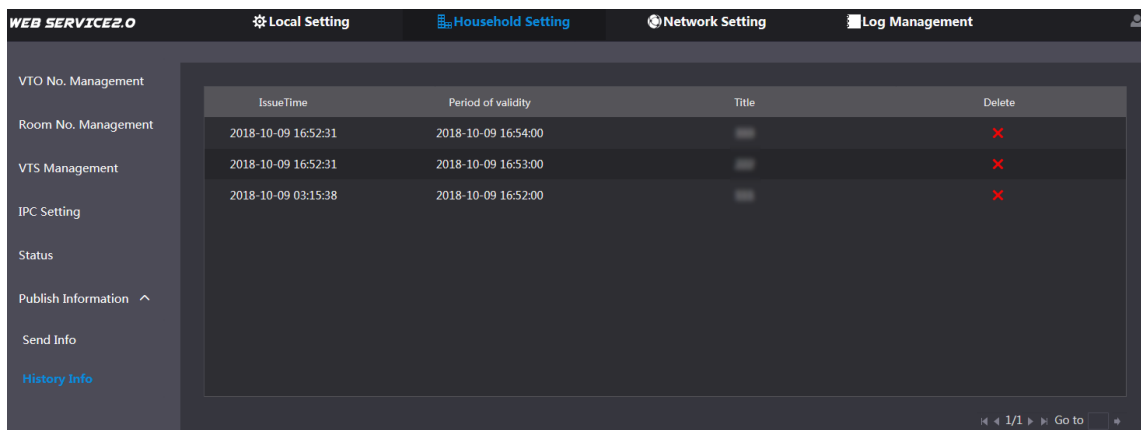 WEB SERVICE2.0 Local Setting Household Setting Network Setting Log Management
VTO No. Management
Room No. Management
VTS Management
IPC Setting
Status
Publish Information
Send Info
History Info
IssueTime Period of validity Title Delete
2018-10-09 16:52:31 2018-10-09 16:54:00
2018-10-09 16:52:31 2018-10-09 16:53:00
2018-10-09 03:15:38 2018-10-09 16:52:00
1/1 Go to